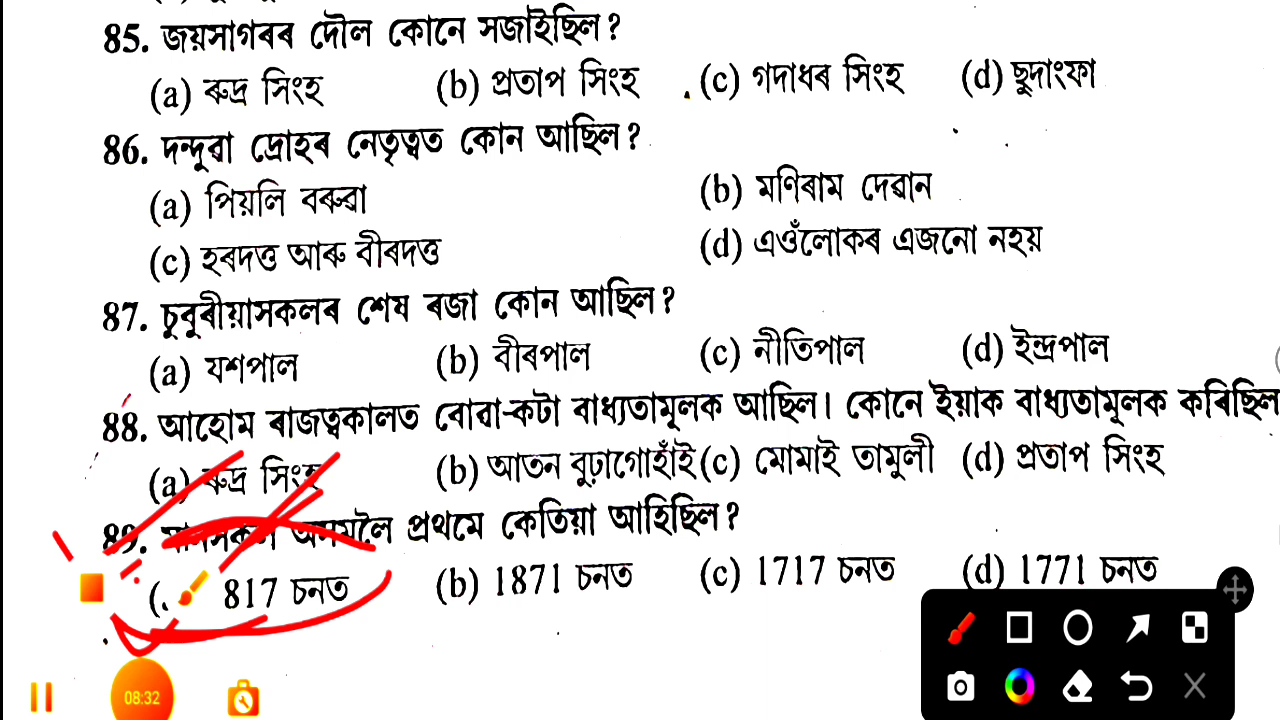 85. জয়সাগৰৰ দৌল কোনে সজাইছিল?
(a) ৰুদ্ৰ সিংহ (b) প্ৰতাপ সিংহ (c) গদাধৰ সিংহ (d) ছুদাংফা
86. দন্দুৱা দ্ৰোহৰ নেতৃত্বত কোন আছিল?
(a) পিয়লি বৰুৱা (b) মণিৰাম দেৱান
(c) হৰদত্ত আৰু বীৰদত্ত (d) এওঁলোকৰ এজনো নহয়
87. চুবুৰীয়াসকলৰ শেষ ৰজা কোন আছিল?
(a) যশপাল (b) বীৰপাল (c) নীতিপাল (d) ইন্দ্ৰপাল
88. আহোম ৰাজত্বকালত বোৱা-কটা বাধ্যতামূলক আছিল। কোনে ইয়াক বাধ্যতামূলক কৰিছিল
(a) ৰুদ্ৰ সিংহ (b) আতন বুঢ়াগোহাঁই (c) মোমাই তামুলী (d) প্ৰতাপ সিংহ
89. মানসকল অসমলৈ প্ৰথমে কেতিয়া আহিছিল?
817 চনত (b) 1871 চনত (c) 1717 চনত (d) 1771 চনত
08:32